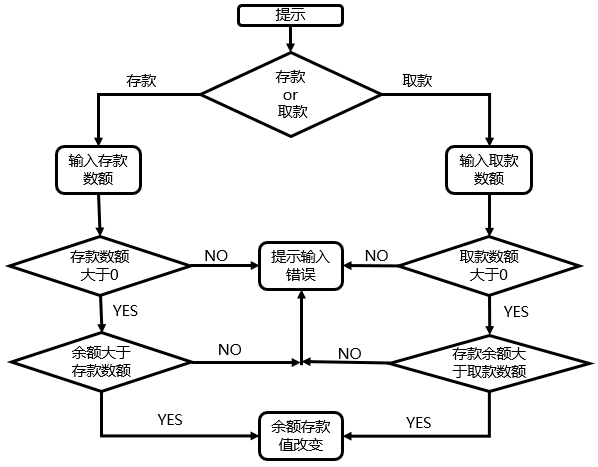 提示
存款
or
取款
存款
取款
输入存款
数额
输入取款
数额
存款数额
大于0
NO
提示输入
错误
NO
取款数额
大于0
YES
YES
余额大于
存款数额
NO
NO
存款余额大
于取款数额
YES
余额存款
值改变
YES